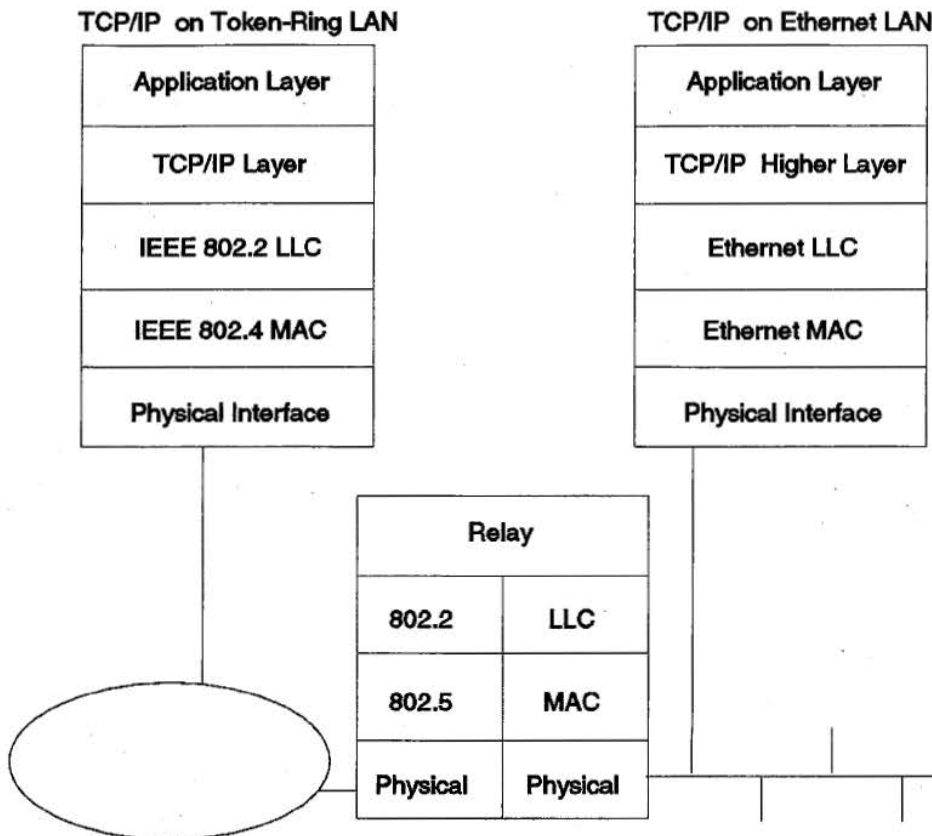 TCP/IP on Token-Ring LAN
Application Layer
TCP/IP Layer
IEEE 802.2 LLC
IEEE 802.4 MAC
Physical Interface
TCP/IP on Ethernet LAN
Application Layer
TCP/IP Higher Layer
Ethernet LLC
Ethernet MAC
Physical Interface
Relay
802.2 LLC
802.5 MAC
Physical Physical